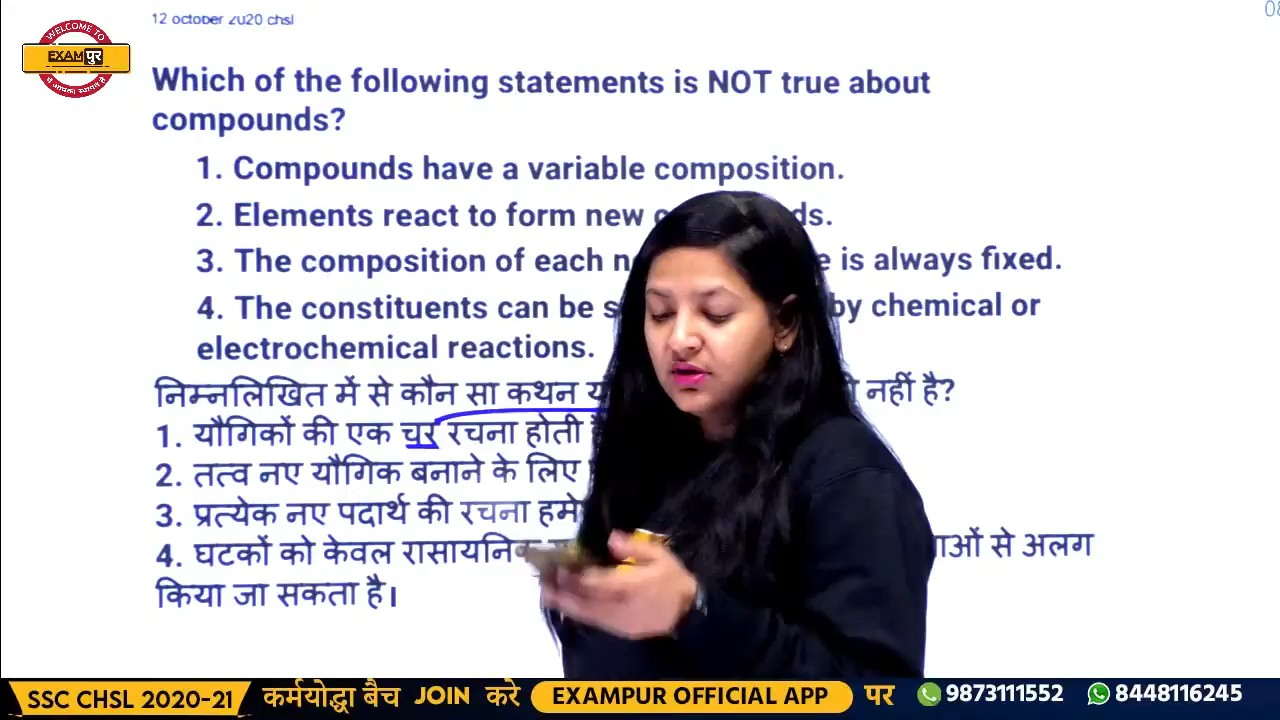 12 october 2020 chsl
08
WELCOME TO
EXAMपुर
Which of the following statements is NOT true about
compounds?
1. Compounds have a variable composition.
2. Elements react to form new
3. The composition of each is always fixed.
4. The constituents can be by chemical or
electrochemical reactions.
निम्नलिखित में से कौन सा कथन नहीं है?
1. यौगिकों की एक चर रचना होती
2. तत्व नए यौगिक बनाने के लिए
3. प्रत्येक नए पदार्थ की रचना
4. घटकों को केवल से अलग
किया जा सकता है।
SSC CHSL 2020-21 कर्मयोद्धा बैच JOIN करे EXAMPUR OFFICIAL APP पर 9873111552 8448116245